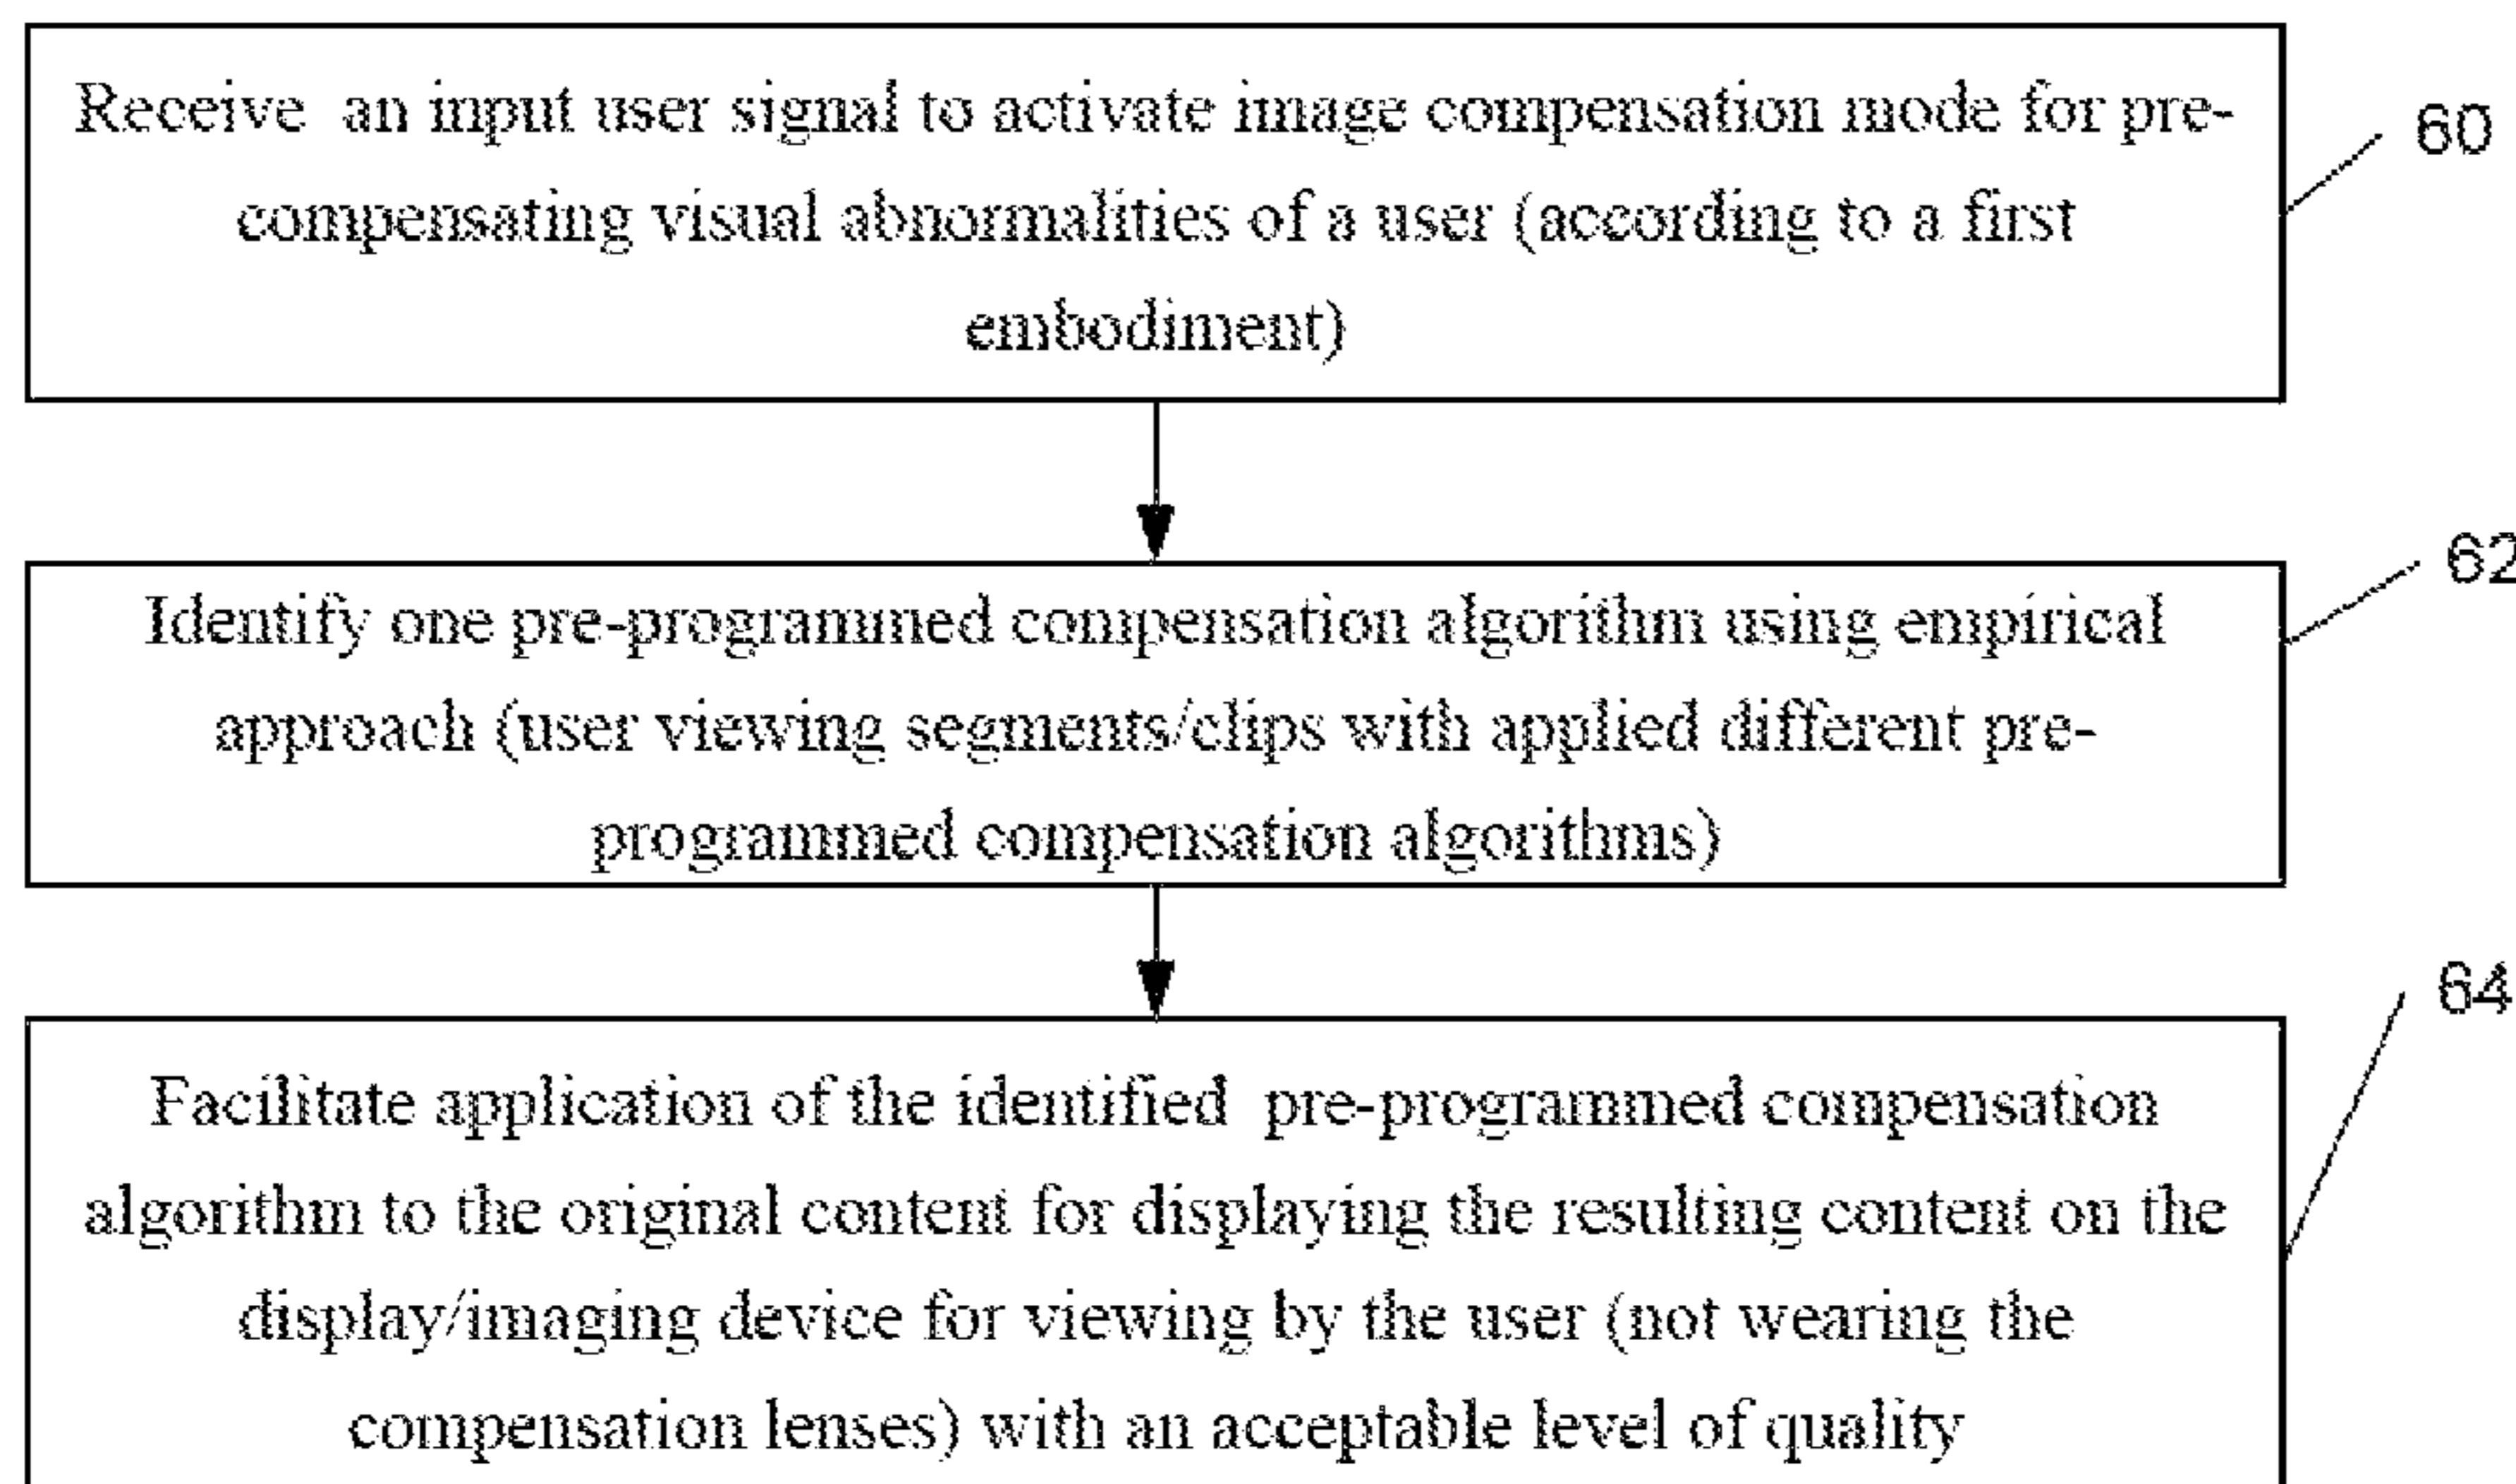 Receive an input user signal to activate image compensation mode for pre-
compensating visual abnormalities of a user (according to a first
embodiment)
60
Identify one pre-programmed compensation algorithm using empirical
approach (user viewing segments/clips with applied different pre-
programmed compensation algorithms)
62
Facilitate application of the identified pre-programmed compensation
algorithm to the original content for displaying the resulting content on the
display/imaging device for viewing by the user (not wearing the
compensation lenses) with an acceptable level of quality
64